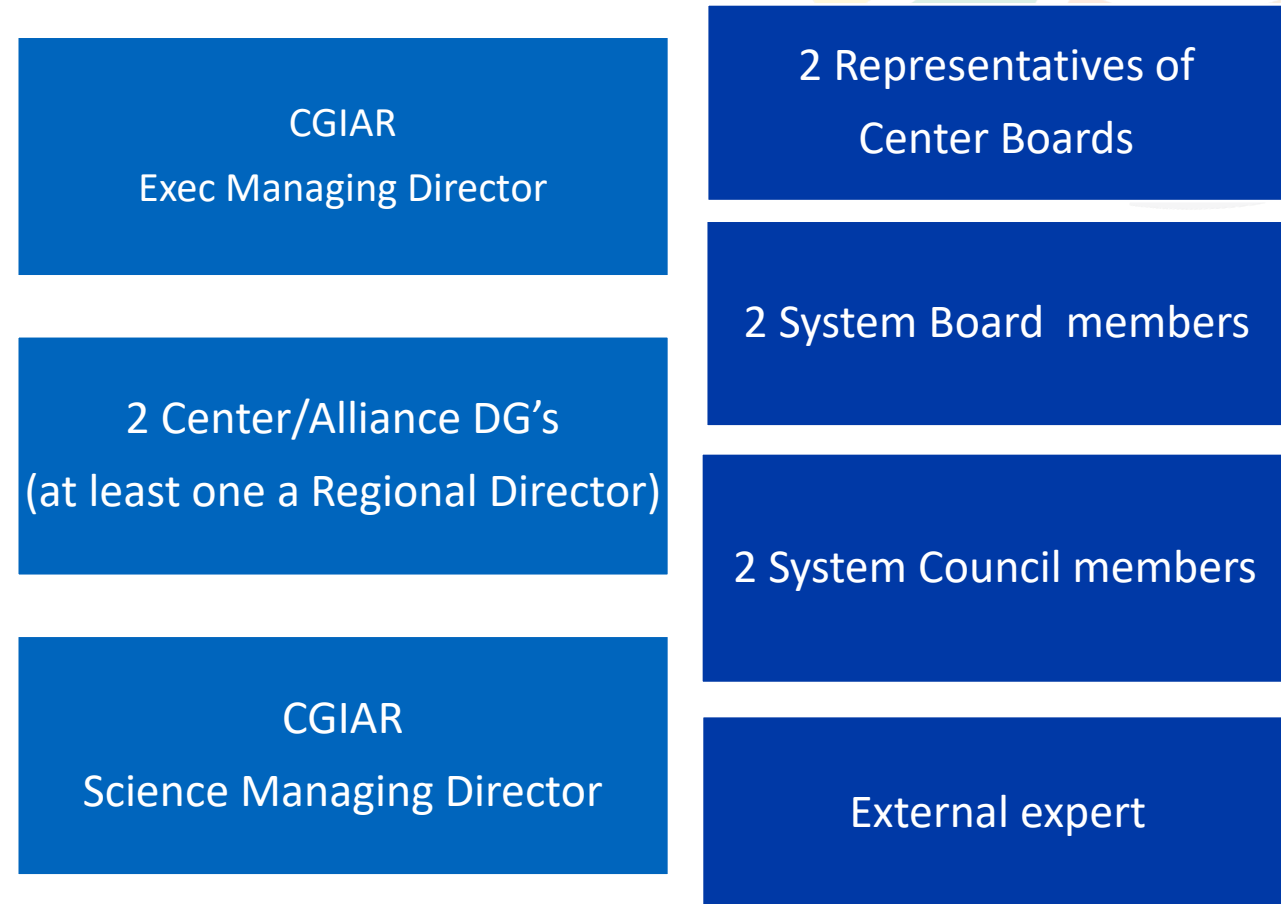 CGIAR
Exec Managing Director
2 Center/Alliance DG's
(at least one a Regional Director)
CGIAR
Science Managing Director
2 Representatives of
Center Boards
2 System Board  members
2 System Council members
External expert